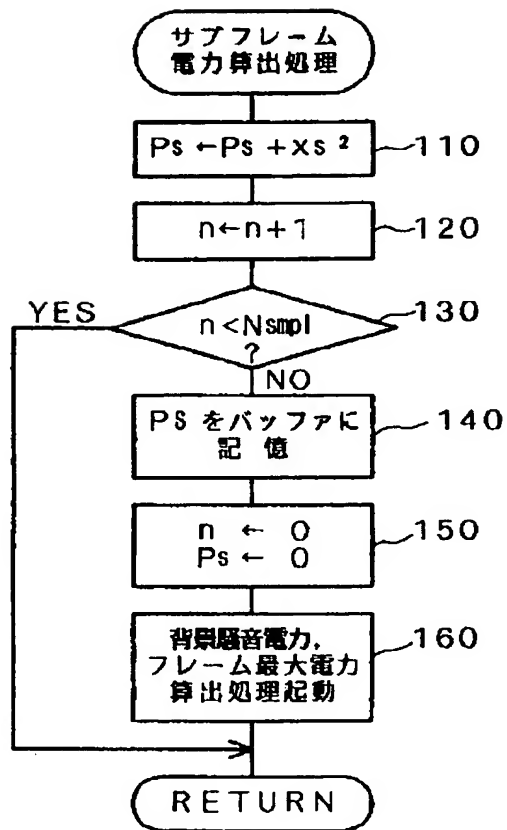 サブフレーム
電力算出処理
Ps ←Ps +xs ²
110
n←n+1
120
YES
n <Nsmpl
?
130
NO
PS をバッファに
記 憶
140
n ← 0
Ps ← 0
150
背景騒音電力,
フレーム最大電力
算出処理起動
160
RETURN